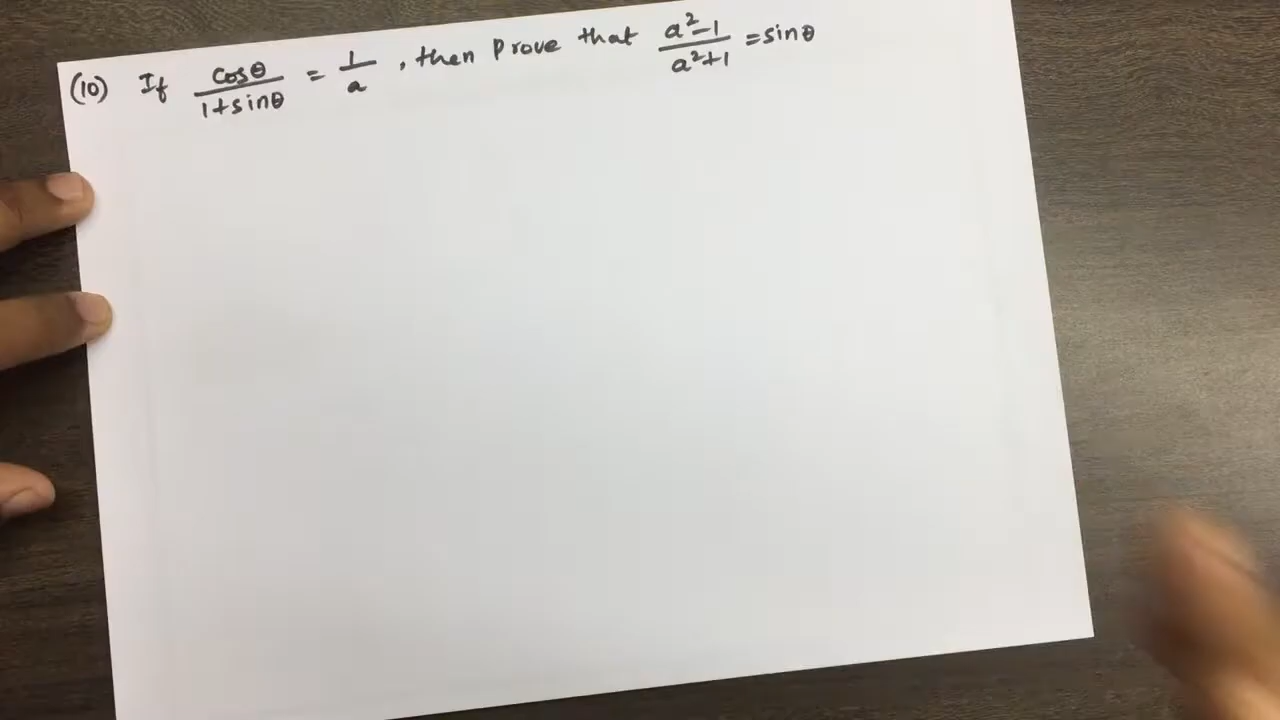 (10) If cosθ/1+sinθ = 1/a , then Prove that a²-1/a²+1 = sinθ